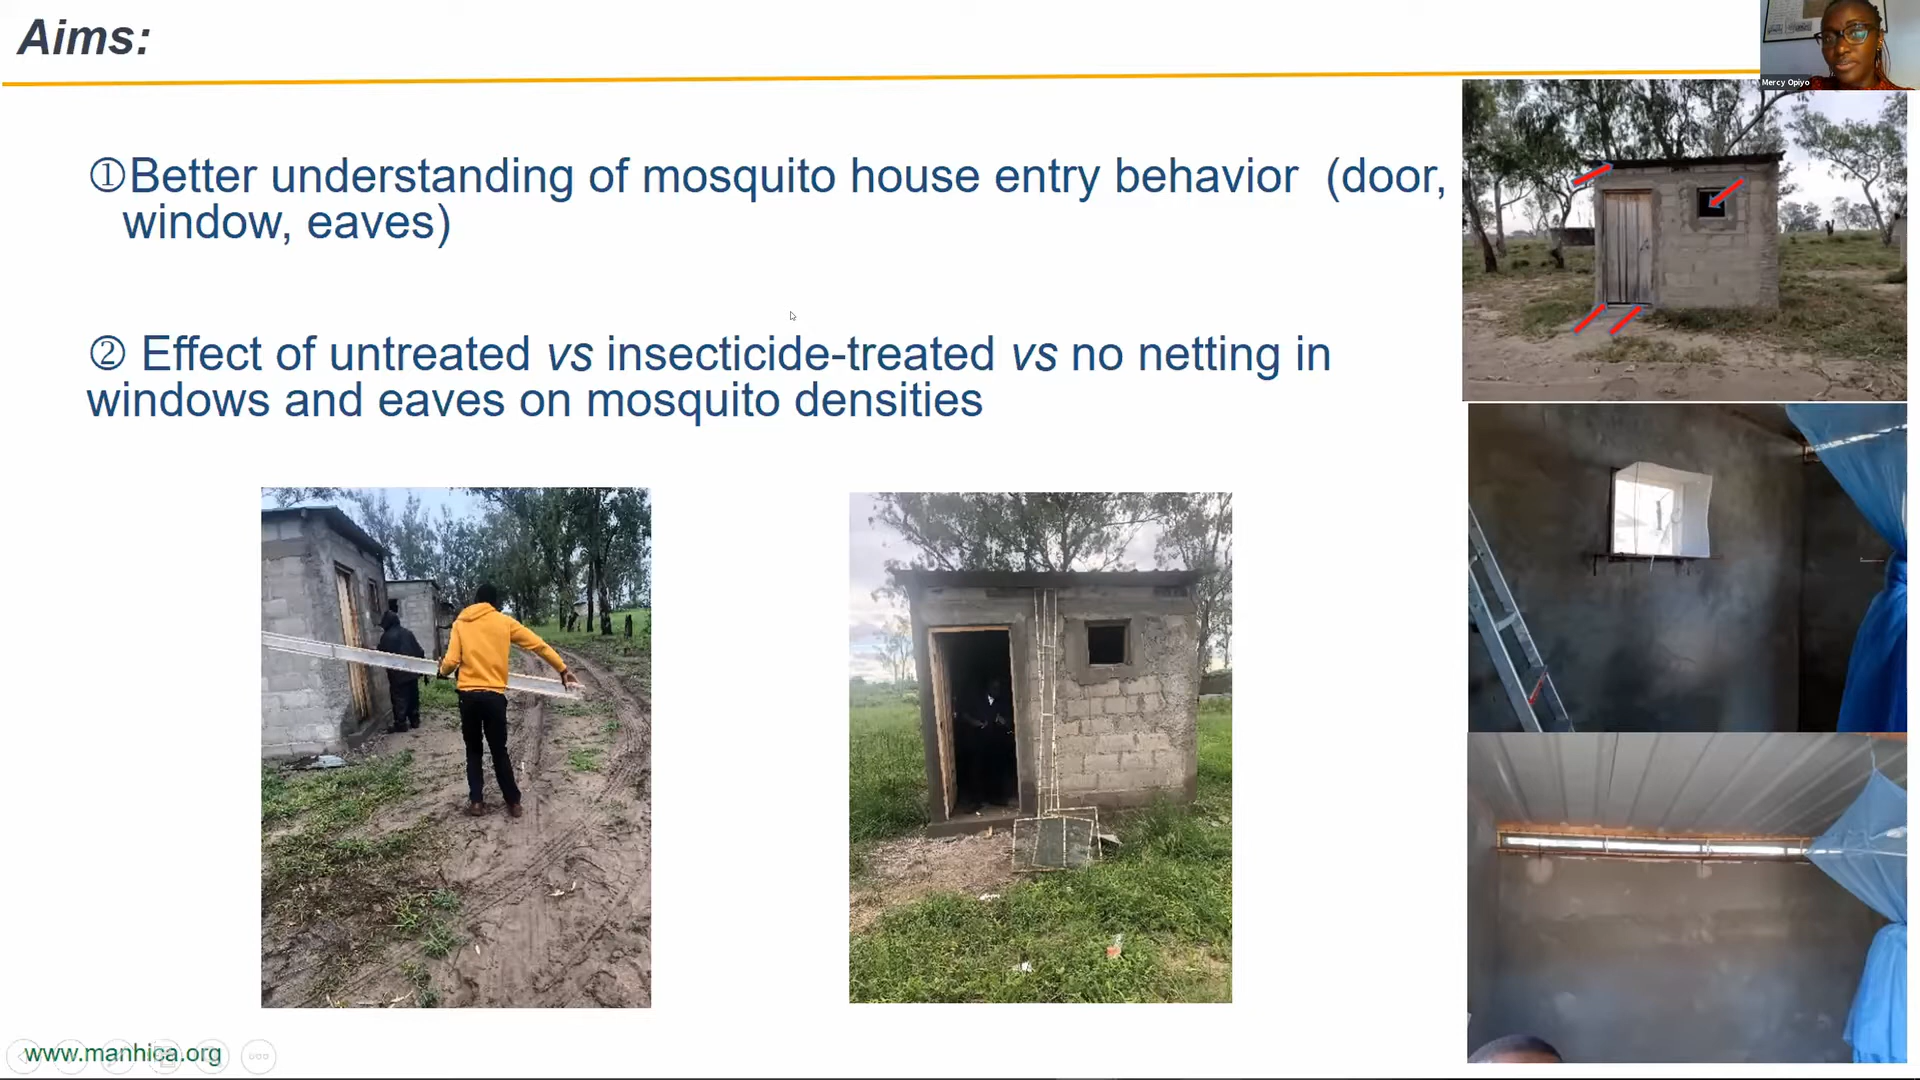 Aims:
Mercy Opiyo
①Better understanding of mosquito house entry behavior (door,
window, eaves)
② Effect of untreated vs insecticide-treated vs no netting in
windows and eaves on mosquito densities
www.manhica.org